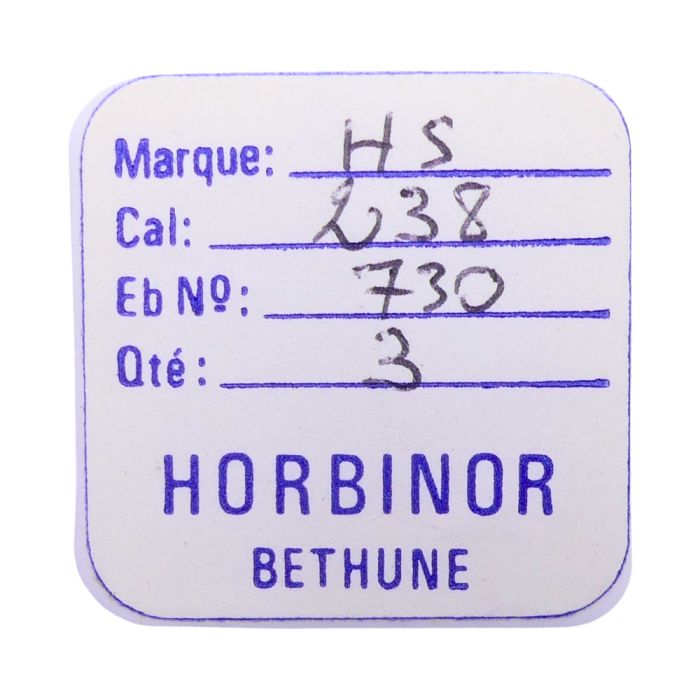 Marque: HS
Cal: 238
Eb Nº: 730
Qté: 3
HORBINOR
BETHUNE